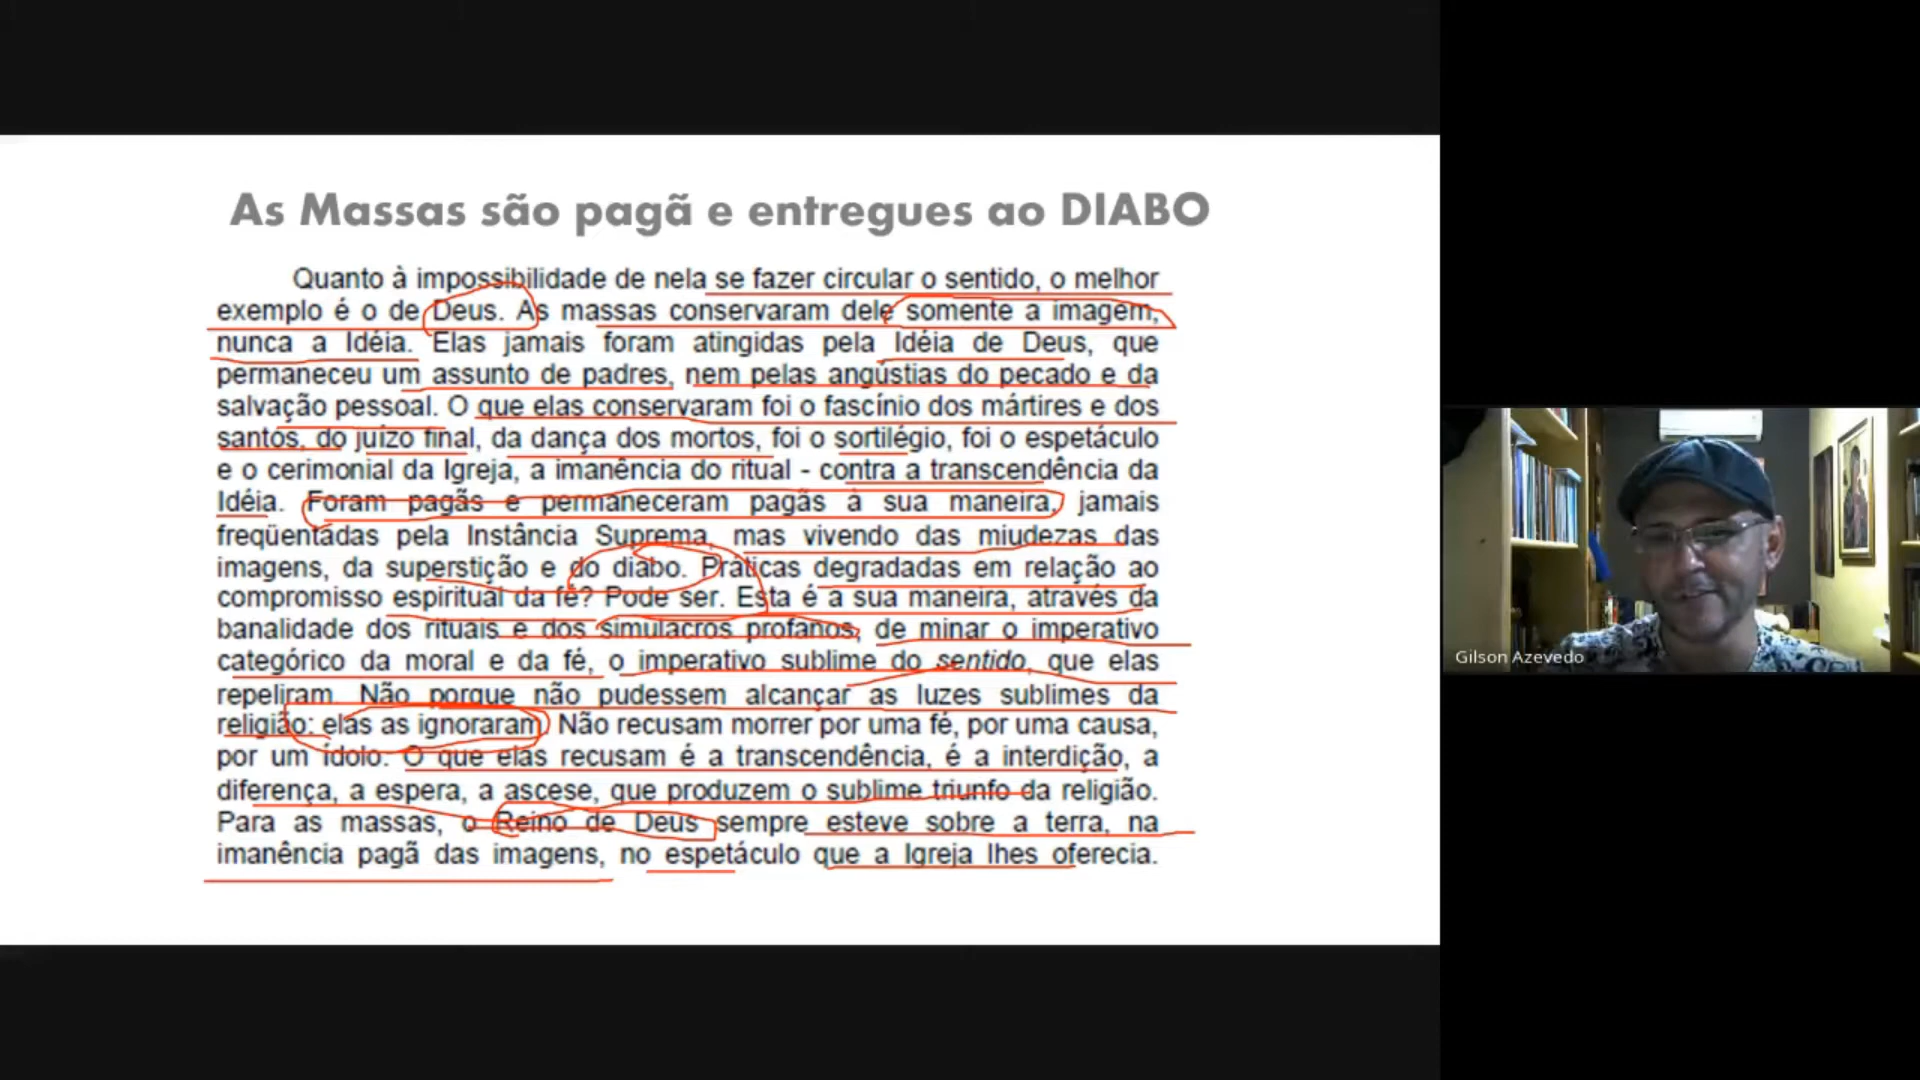 As Massas são pagã e entregues ao DIABO
Quanto à impossibilidade de nela se fazer circular o sentido, o melhor
exemplo é o de Deus. As massas conservaram dele somente a imagem,
nunca a Idéia. Elas jamais foram atingidas pela Idéia de Deus, que
permaneceu um assunto de padres, nem pelas angústias do pecado e da
salvação pessoal. O que elas conservaram foi o fascínio dos mártires e dos
santos, do juízo final, da dança dos mortos, foi o sortilégio, foi o espetáculo
e o cerimonial da Igreja, a imanência do ritual - contra a transcendência da
Idéia. Foram pagãs e permaneceram pagãs à sua maneira, jamais
freqüentadas pela Instância Suprema, mas vivendo das miudezas das
imagens, da superstição e do diabo. Práticas degradadas em relação ao
compromisso espiritual da fé? Pode ser. Esta é a sua maneira, através da
banalidade dos rituais e dos simulacros profanos, de minar o imperativo
categórico da moral e da fé, o imperativo sublime do sentido, que elas
repeliram. Não porque não pudessem alcançar as luzes sublimes da
religião: elas as ignoraram. Não recusam morrer por uma fé, por uma causa,
por um ídolo. O que elas recusam é a transcendência, é a interdição, a
diferença, a espera, a ascese, que produzem o sublime triunfo da religião.
Para as massas, o Reino de Deus sempre esteve sobre a terra, na
imanência pagã das imagens, no espetáculo que a Igreja lhes oferecia.
Gilson Azevedo